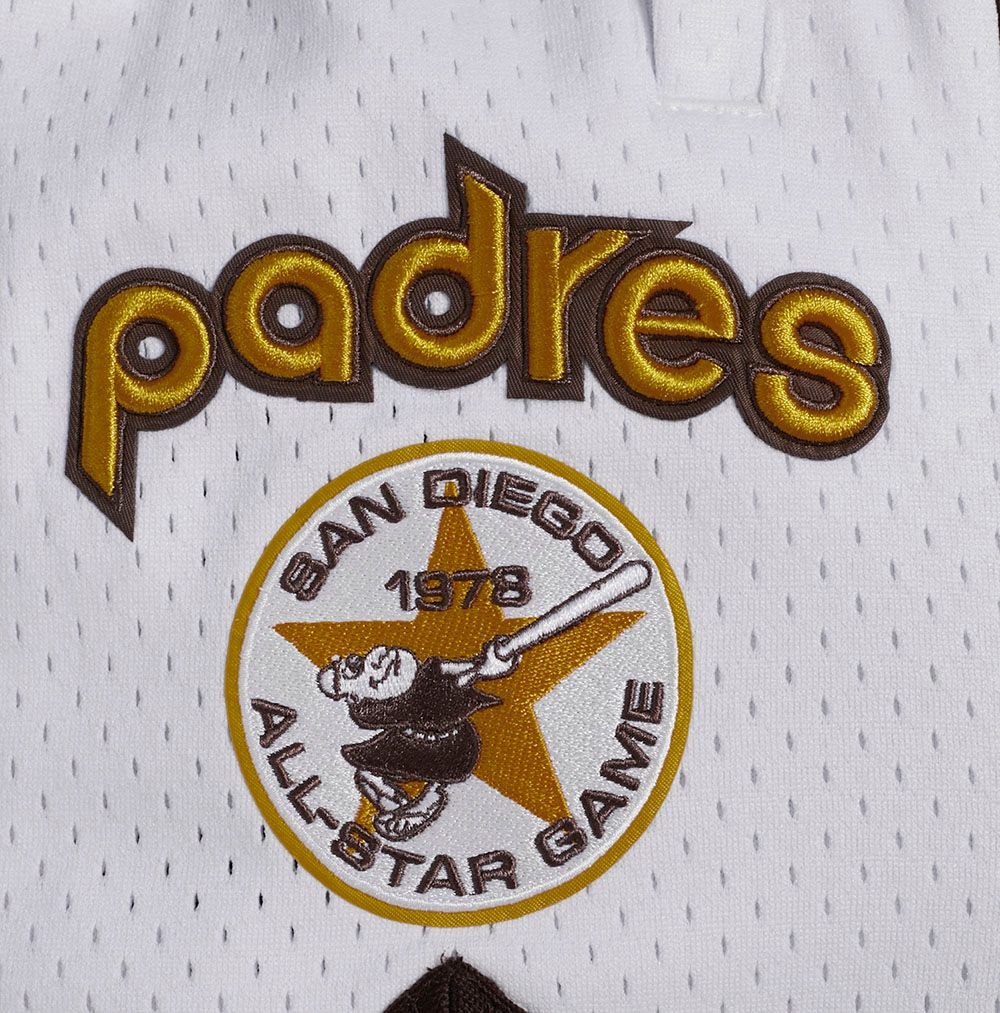 padres
SAN DIEGO
1978
ALL-STAR GAME